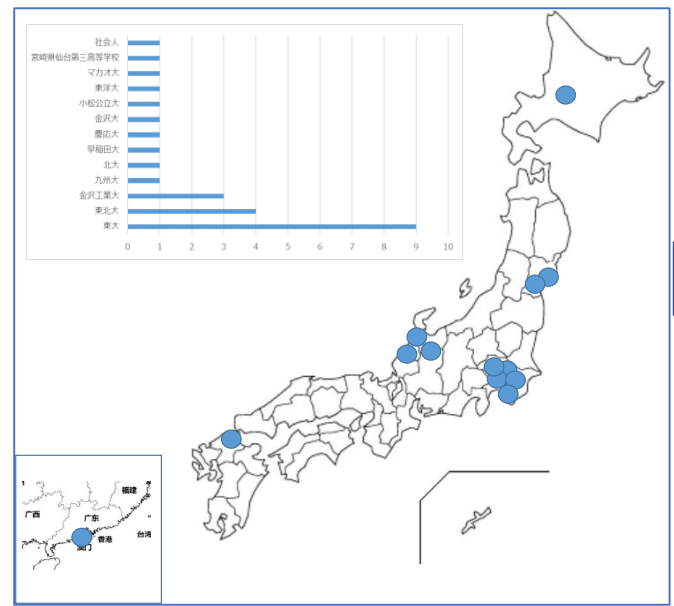 社会人
宮崎県仙台第三高等学校
マカオ大
東洋大
小松公立大
金沢大
慶応大
早稲田大
北大
九州大
金沢工業大
東北大
東大
0 1 2 3 4 5 6 7 8 9 10
福建
广西
广东
台湾
香港
澳门